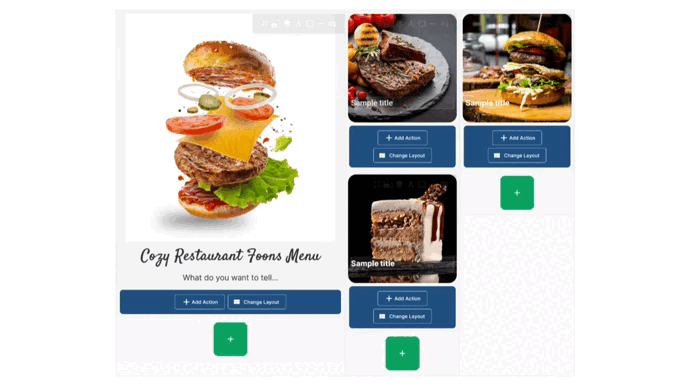 Cozy Restaurant Foons Menu
What do you want to tell...
+ Add Action
Change Layout
+
Sample title
+ Add Action
Change Layout
Sample title
+ Add Action
Change Layout
+
Sample title
+ Add Action
Change Layout
+